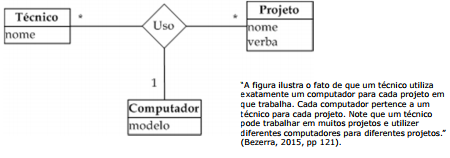 Técnico
nome
*
Uso
*
Projeto
nome
verba
1
Computador
modelo
"A figura ilustra o fato de que um técnico utiliza
exatamente um computador para cada projeto em
que trabalha. Cada computador pertence a um
técnico para cada projeto. Note que um técnico
pode trabalhar em muitos projetos e utilizar
diferentes computadores para diferentes projetos."
(Bezerra, 2015, pp 121).